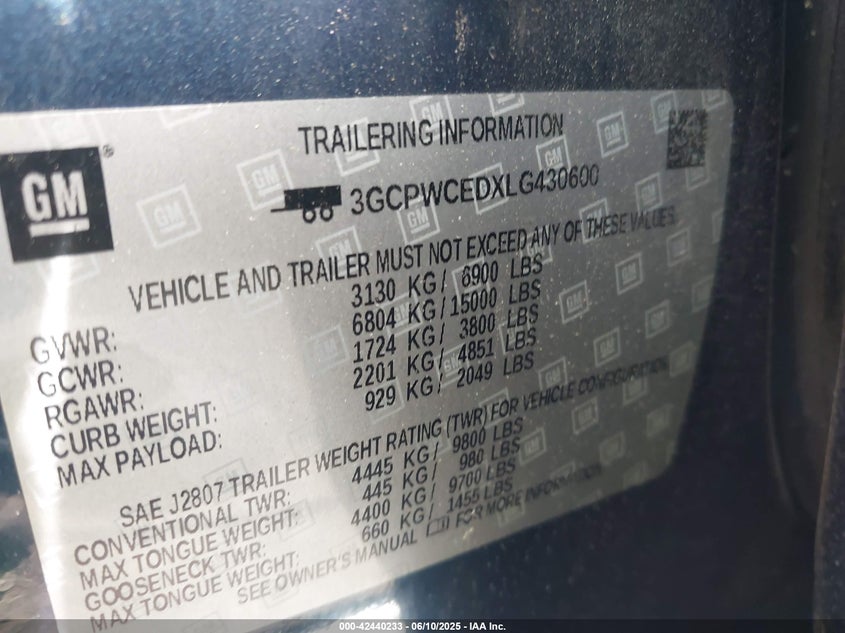 GM
TRAILERING INFORMATION
3GCPWCEDXLG430600
VEHICLE AND TRAILER MUST NOT EXCEED ANY OF THESE VALUES
GVWR: 3130 KG/ 6900 LBS
GCWR: 6804 KG/15000 LBS
RGAWR: 1724 KG/ 3800 LBS
CURB WEIGHT: 2201 KG/ 4851 LBS
MAX PAYLOAD: 929 KG/ 2049 LBS
SAE J2807 TRAILER WEIGHT RATING (TWR) FOR VEHICLE CONFIGURATION
CONVENTIONAL TWR: 4445 KG/ 9800 LBS
MAX TONGUE WEIGHT: 445 KG/ 980 LBS
GOOSENECK TWR: 4400 KG/ 9700 LBS
MAX TONGUE WEIGHT: 660 KG/ 1455 LBS
SEE OWNER'S MANUAL FOR MORE INFORMATION
000-42440233 - 06/10/2025 - IAA Inc.